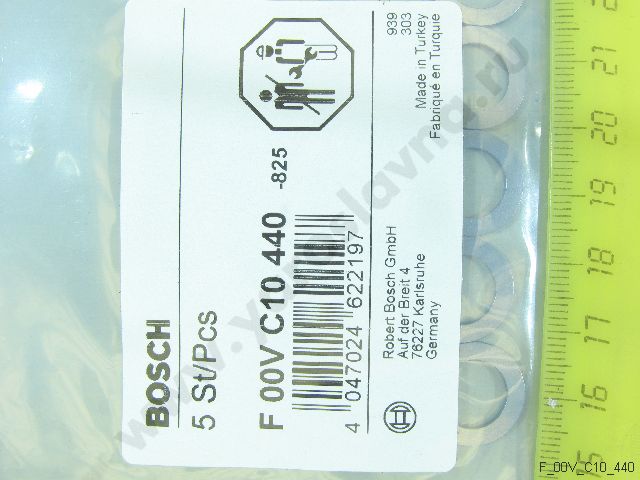 BOSCH
5 St/Pcs
F 00V C10 440
-825
4 047024 622197
Robert Bosch GmbH
Auf der Breit 4
76227 Karlsruhe
Germany
939
303
Made in Turkey
Fabriqué en Turquie
15 16 17 18 19 20 21
F_00V_C10_440